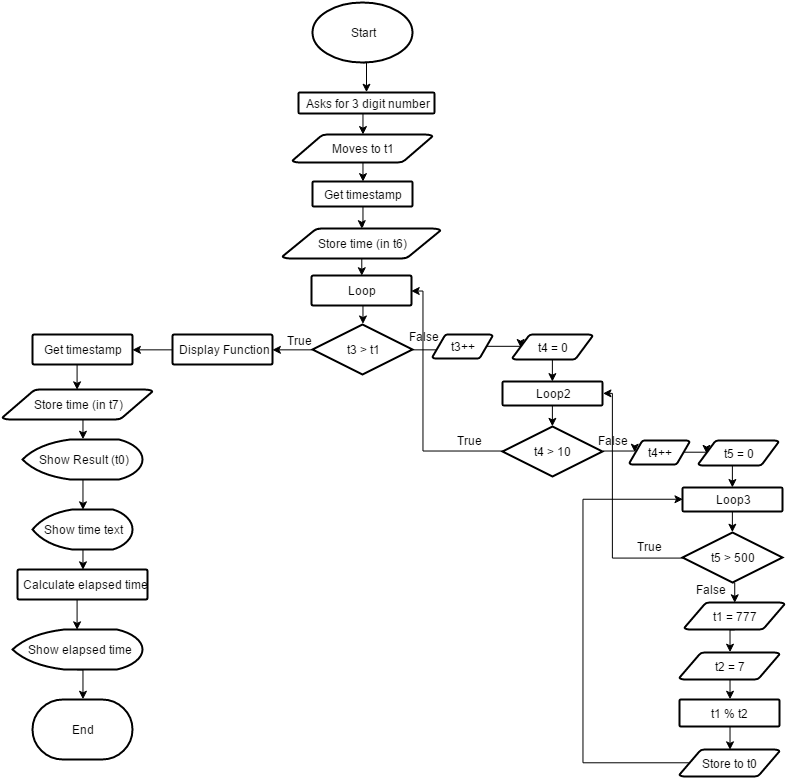 Start
Asks for 3 digit number
Moves to t1
Get timestamp
Store time (in t6)
Loop
t3 > t1
True
False
Display Function
Get timestamp
Store time (in t7)
Show Result (t0)
Show time text
Calculate elapsed time
Show elapsed time
End
t3++
t4 = 0
Loop2
t4 > 10
True
False
t4++
t5 = 0
Loop3
t5 > 500
True
False
t1 = 777
t2 = 7
t1 % t2
Store to t0